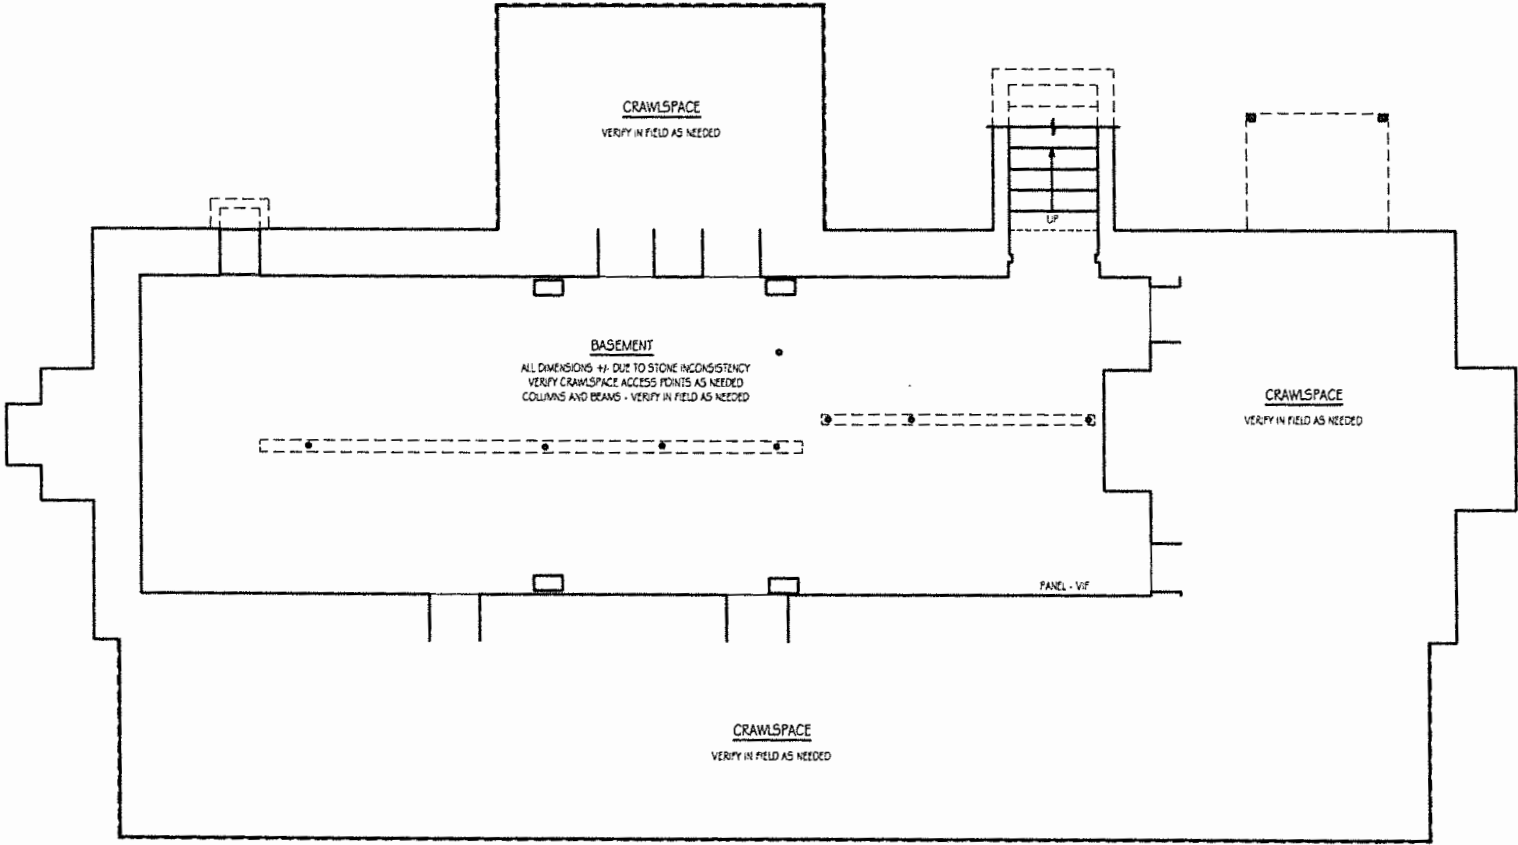 CRAWLSPACE
VERIFY IN FIELD AS NEEDED
UP
BASEMENT
ALL DIMENSIONS +/- DUE TO STONE INCONSISTENCY
VERIFY CRAWLSPACE ACCESS POINTS AS NEEDED
COLUMNS AND BEAMS - VERIFY IN FIELD AS NEEDED
CRAWLSPACE
VERIFY IN FIELD AS NEEDED
PANEL - VIF
CRAWLSPACE
VERIFY IN FIELD AS NEEDED